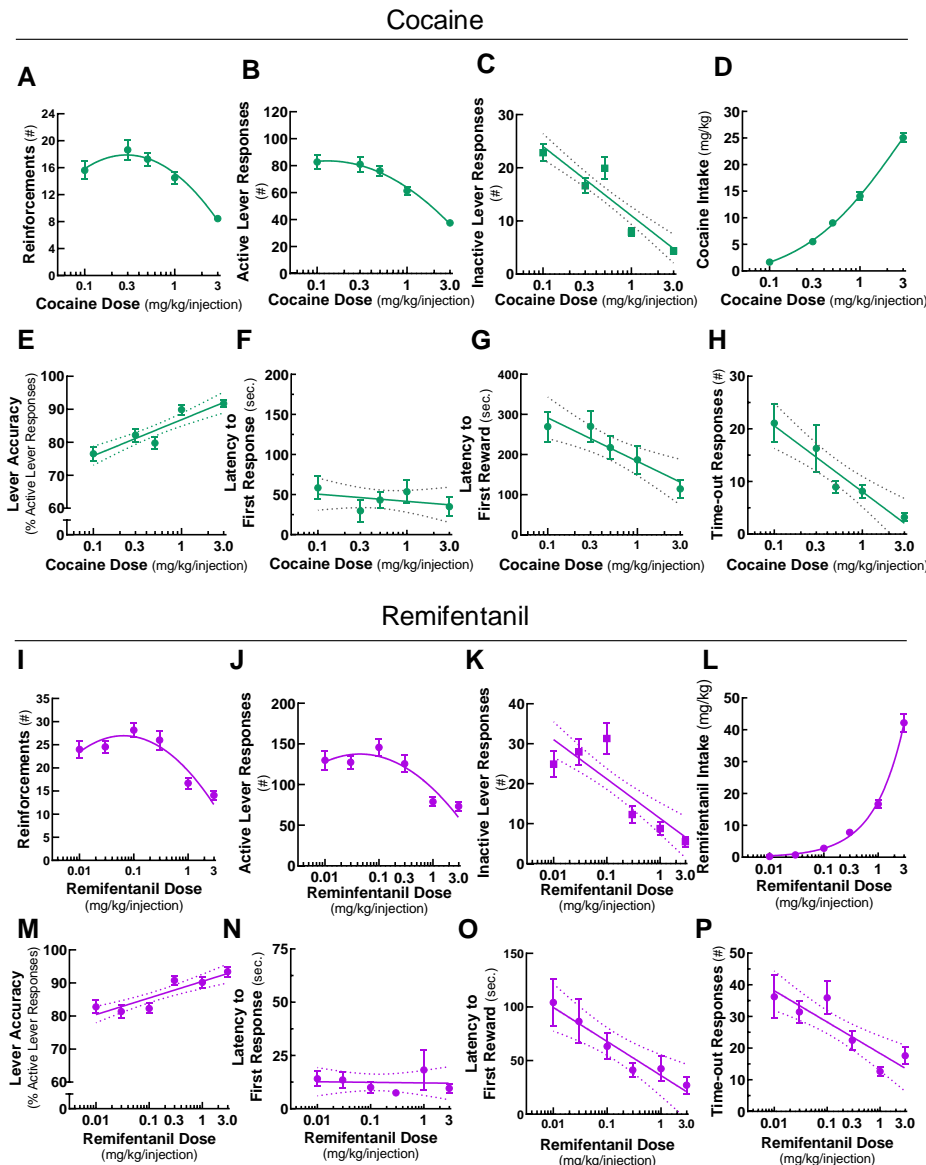 Cocaine
A
Reinforcements (#)
24
20
16
12
8
4
0
0.1
0.3
1
3
Cocaine Dose (mg/kg/injection)
B
Active Lever Responses
(#)
120
100
80
60
40
20
0
0.1
0.3
1
3.0
Cocaine Dose (mg/kg/injection)
C
Inactive Lever Responses
(#)
30
20
10
0
0.1
0.3
1
3.0
Cocaine Dose (mg/kg/injection)
D
Cocaine Intake (mg/kg)
30
25
20
15
10
5
0
0.1
0.3
1
3
Cocaine Dose (mg/kg/injection)
E
Lever Accuracy
(% Active Lever Responses)
100
90
80
70
60
0
0.1
0.3
1
3.0
Cocaine Dose (mg/kg/injection)
F
Latency to
First Response (sec.)
200
150
100
50
0
0.1
0.3
1
3.0
Cocaine Dose (mg/kg/injection)
G
Latency to
First Reward (sec.)
400
300
200
100
0
0.1
0.3
1
3.0
Cocaine Dose (mg/kg/injection)
H
Time-out Responses (#)
30
20
10
0
0.1
0.3
1
3.0
Cocaine Dose (mg/kg/injection)
Remifentanil
I
Reinforcements (#)
35
30
25
20
15
10
5
0
0.01
0.1
0.3
1
3
Remifentanil Dose
(mg/kg/injection)
J
Active Lever Responses
(#)
200
150
100
50
0
0.01
0.1
0.3
1
3.0
Reminfentanil Dose
(mg/kg/injection)
K
Inactive Lever Responses
(#)
40
30
20
10
0
0.01
0.1
1
3.0
Remifentanil Dose
(mg/kg/injection)
L
Remifentanil Intake (mg/kg)
50
40
30
20
10
0
0.01
0.1
0.3
1
3
Remifentanil Dose
(mg/kg/injection)
M
Lever Accuracy
(% Active Lever Responses)
100
90
80
70
60
0
0.01
0.1
1
3.0
Remifentanil Dose
(mg/kg/injection)
N
Latency to
First Response (sec.)
75
50
25
0
0.01
0.1
1
3
Remifentanil Dose
(mg/kg/injection)
O
Latency to
First Reward (sec.)
150
100
50
0
0.01
0.1
1
3
Remifentanil Dose
(mg/kg/injection)
P
Time-out Responses (#)
50
40
30
20
10
0
0.01
0.1
1
3.0
Remifentanil Dose
(mg/kg/injection)